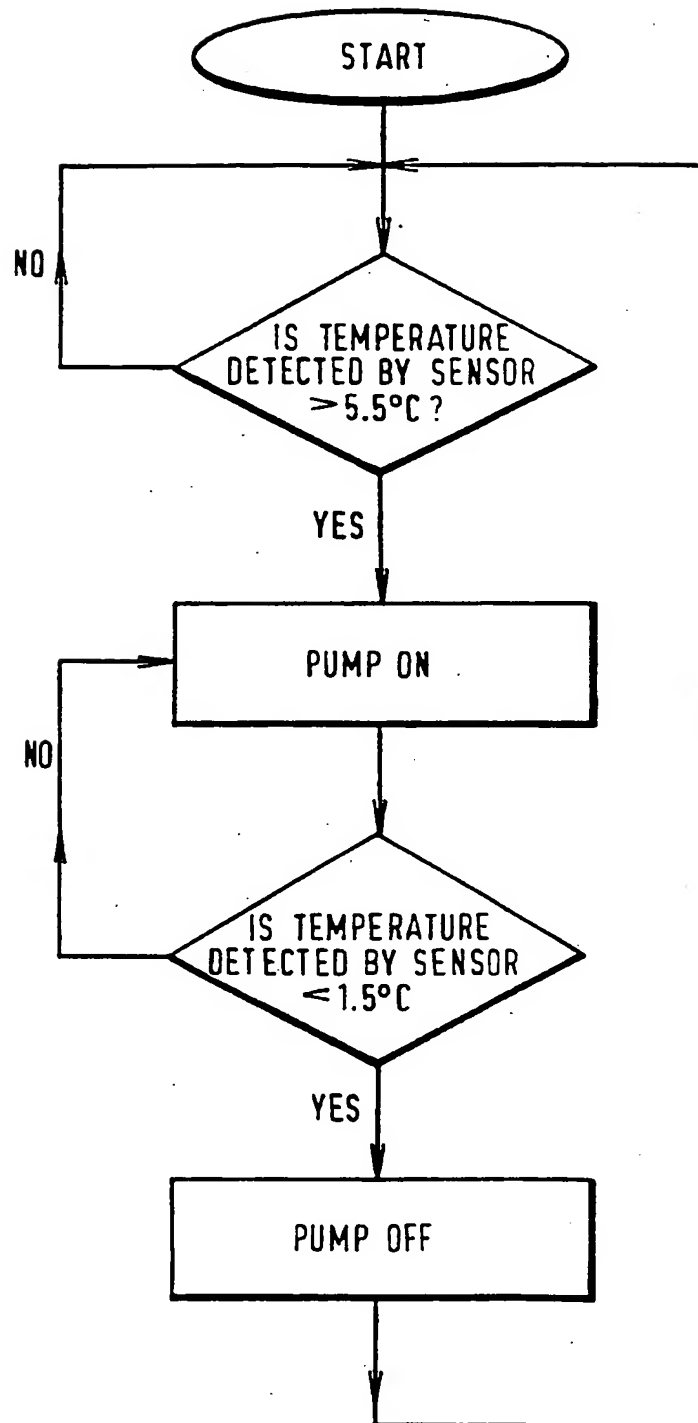 START
NO
IS TEMPERATURE
DETECTED BY SENSOR
>5.5°C?
YES
PUMP ON
NO
IS TEMPERATURE
DETECTED BY SENSOR
<1.5°C
YES
PUMP OFF